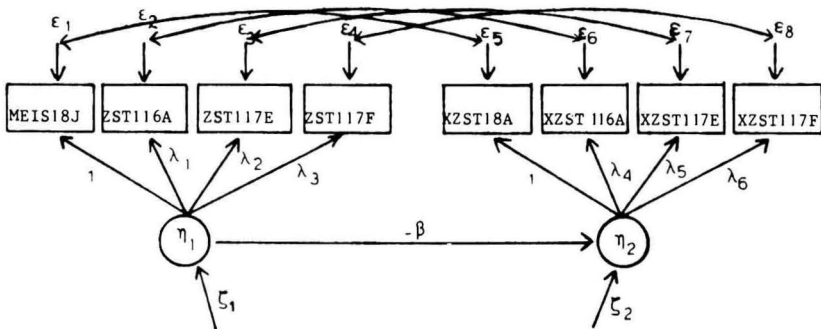 ε1 ε2 ε3 ε4 ε5 ε6 ε7 ε8
MEIS18J ZST116A ZST117E ZST117F XZST18A XZST 116A XZST117E XZST117F
1 λ1 λ2 λ3 1 λ4 λ5 λ6
η1 -β η2
ζ1 ζ2